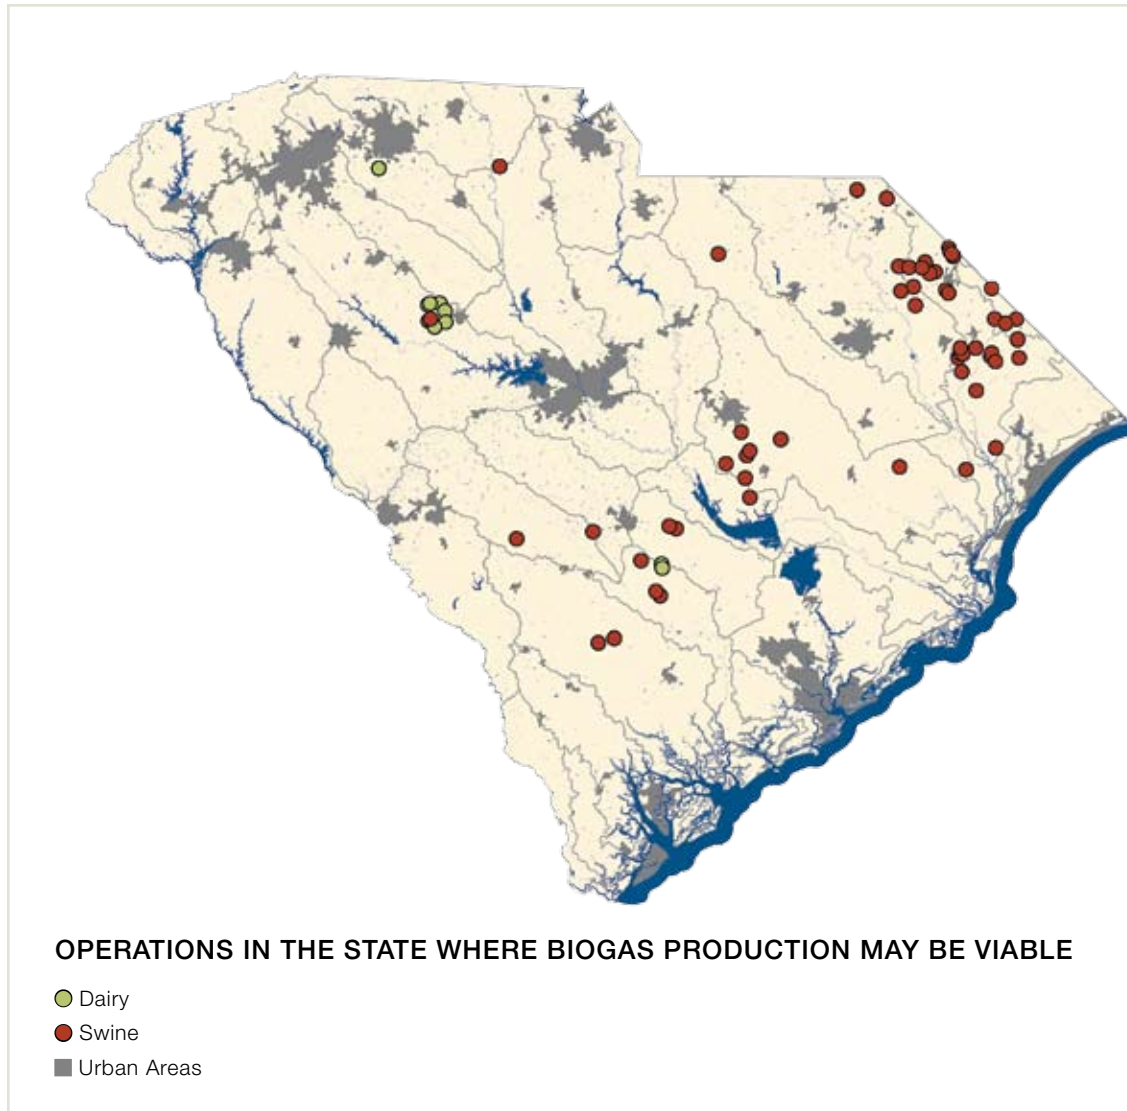 OPERATIONS IN THE STATE WHERE BIOGAS PRODUCTION MAY BE VIABLE
Dairy
Swine
Urban Areas